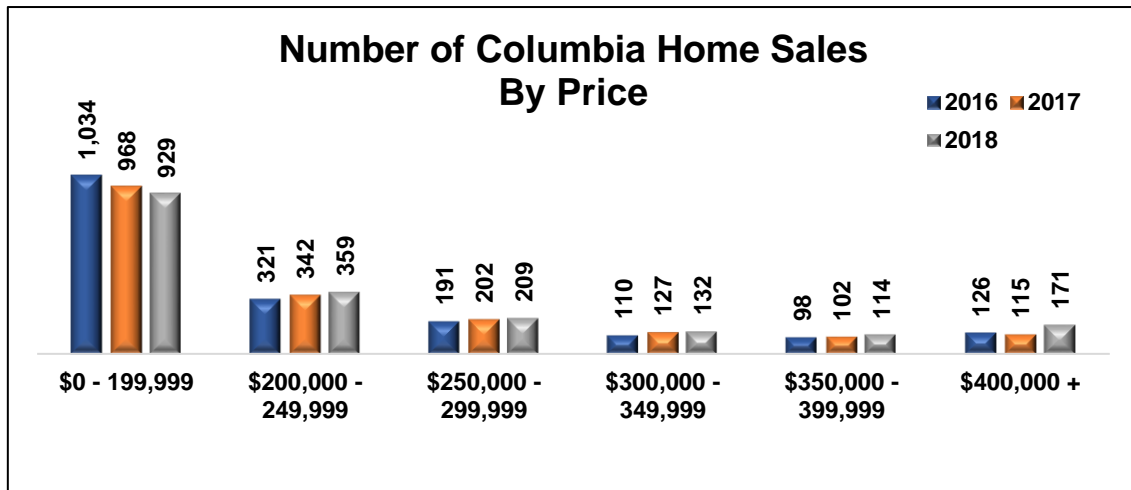 Number of Columbia Home Sales
By Price
2016 2017
2018
1,034 968 929
321 342 359
191 202 209
110 127 132
98 102 114
126 115 171
$0 - 199,999
$200,000 -
249,999
$250,000 -
299,999
$300,000 -
349,999
$350,000 -
399,999
$400,000 +